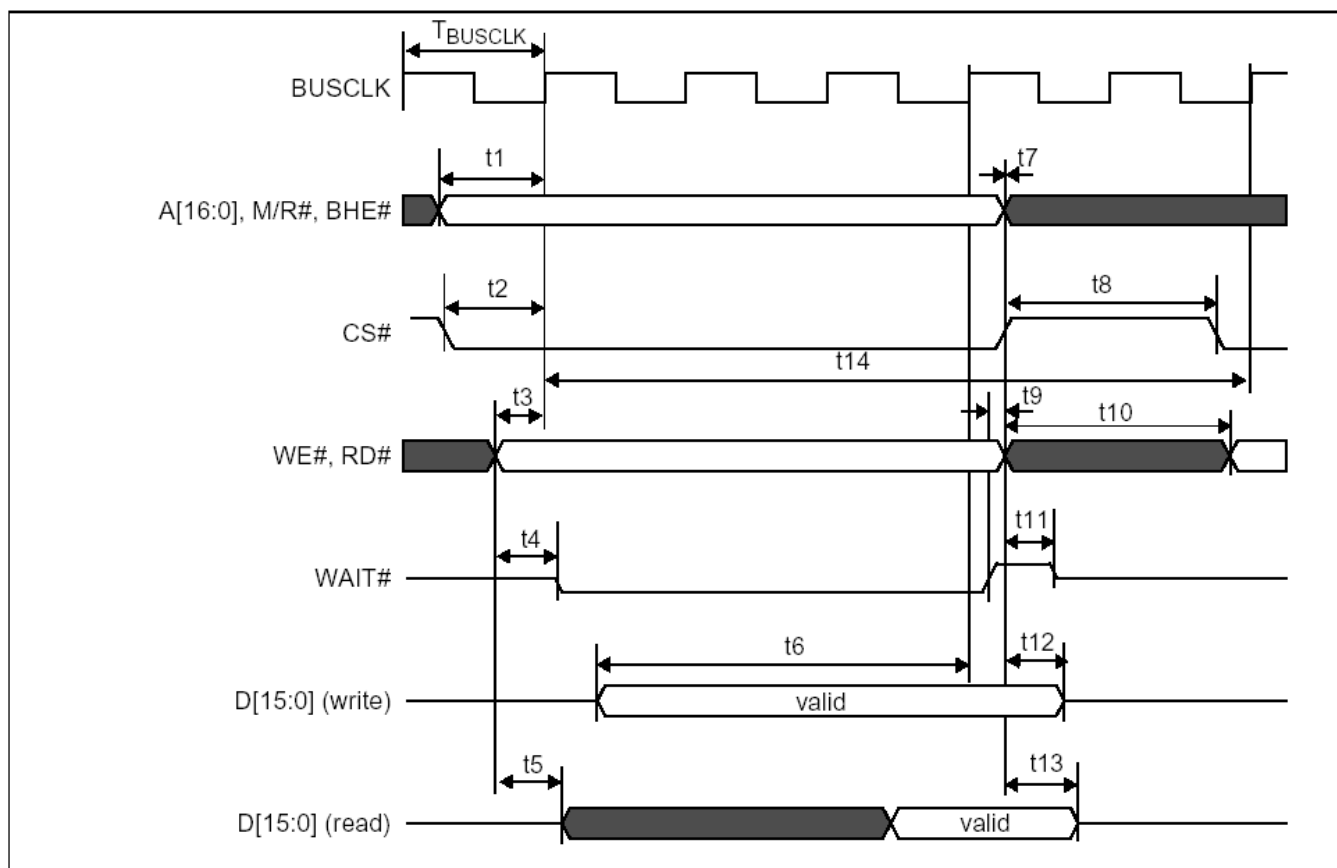 TBUSCLK
BUSCLK
t1
t7
A[16:0], M/R#, BHE#
t2
t8
CS#
t14
t3
t9
t10
WE#, RD#
t4
t11
WAIT#
t6
t12
D[15:0] (write)
valid
t5
t13
D[15:0] (read)
valid